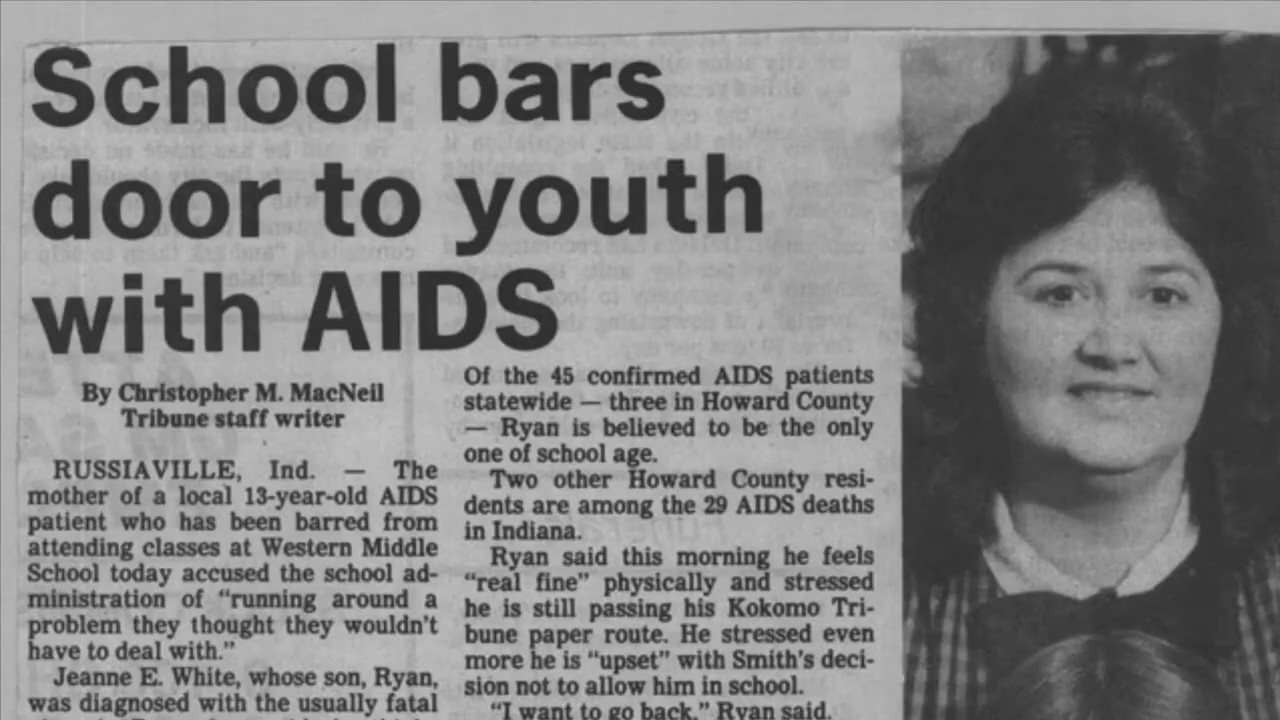 School bars
door to youth
with AIDS
By Christopher M. MacNeil
Tribune staff writer
RUSSIAVILLE, Ind. — The
mother of a local 13-year-old AIDS
patient who has been barred from
attending classes at Western Middle
School today accused the school ad-
ministration of "running around a
problem they thought they wouldn't
have to deal with."
Jeanne E. White, whose son, Ryan,
was diagnosed with the usually fatal
Of the 45 confirmed AIDS patients
statewide — three in Howard County
— Ryan is believed to be the only
one of school age.
Two other Howard County resi-
dents are among the 29 AIDS deaths
in Indiana.
Ryan said this morning he feels
"real fine" physically and stressed
he is still passing his Kokomo Tri-
bune paper route. He stressed even
more he is "upset" with Smith's deci-
sion not to allow him in school.
"I want to go back," Ryan said.